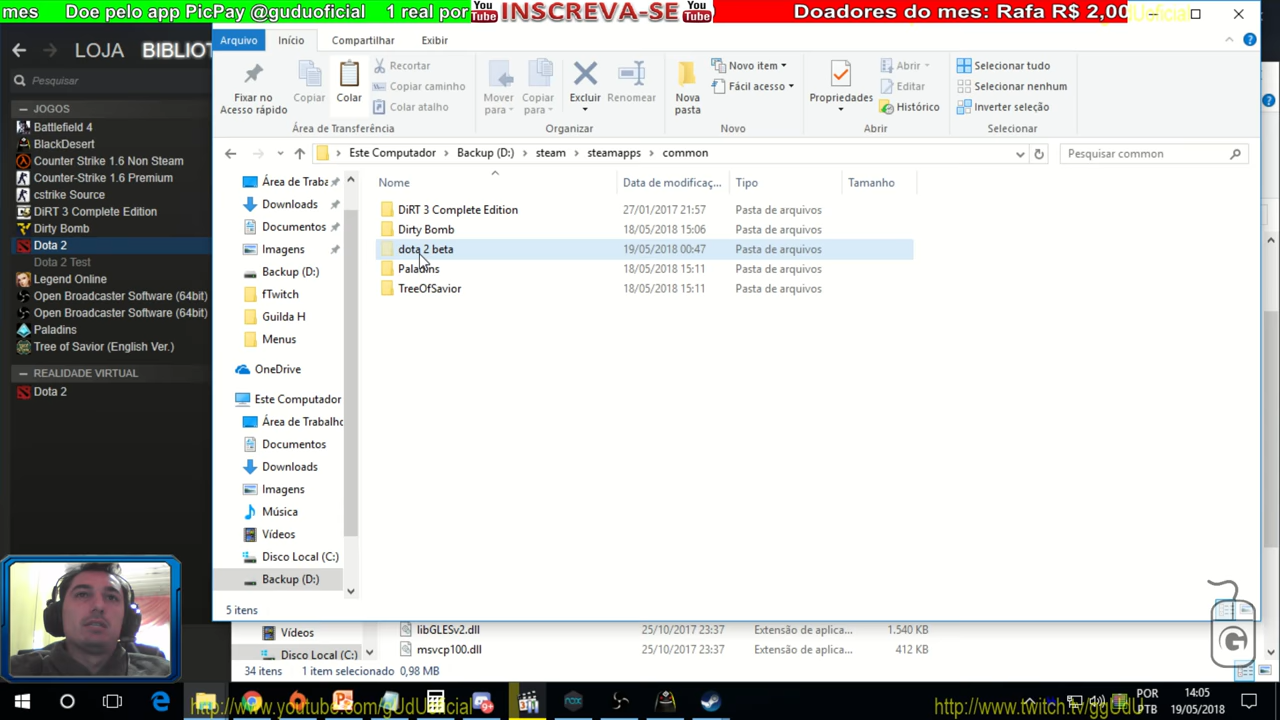 mes Doe pelo app PicPay @guduoficial 1 real por
You Tube INSCREVA-SE You Tube
Doadores do mes: Rafa R$ 2,00
LOJA BIBLIOT
Pesquisar
JOGOS
Battlefield 4
BlackDesert
Counter Strike 1.6 Non Steam
Counter-Strike 1.6 Premium
cstrike Source
DiRT 3 Complete Edition
Dirty Bomb
Dota 2
Dota 2 Test
Legend Online
Open Broadcaster Software (64bit)
Open Broadcaster Software (64bit)
Paladins
Tree of Savior (English Ver.)
REALIDADE VIRTUAL
Dota 2
Arquivo Início Compartilhar Exibir
Fixar no Acesso rápido
Copiar
Colar
Recortar
Copiar caminho
Colar atalho
Área de Transferência
Mover para
Copiar para
Excluir
Renomear
Organizar
Nova pasta
Novo item
Fácil acesso
Novo
Propriedades
Abrir
Editar
Histórico
Abrir
Selecionar tudo
Selecionar nenhum
Inverter seleção
Selecionar
Este Computador Backup (D:) steam steamapps common
Pesquisar common
Área de Traba
Downloads
Documentos
Imagens
Backup (D:)
fTwitch
Guilda H
Menus
OneDrive
Este Computador
Área de Trabalho
Documentos
Downloads
Imagens
Música
Vídeos
Disco Local (C:)
Backup (D:)
Nome Data de modificaç... Tipo Tamanho
DiRT 3 Complete Edition 27/01/2017 21:57 Pasta de arquivos
Dirty Bomb 18/05/2018 15:06 Pasta de arquivos
dota 2 beta 19/05/2018 00:47 Pasta de arquivos
Paladins 18/05/2018 15:11 Pasta de arquivos
TreeOfSavior 18/05/2018 15:11 Pasta de arquivos
5 itens
Vídeos
Disco Local (C:)
libGLESv2.dll 25/10/2017 23:37 Extensão de aplica... 1.540 KB
msvcp100.dll 25/10/2017 23:37 Extensão de aplica... 412 KB
34 itens 1 item selecionado 0,98 MB
G
http://www.youtube.com/gUdUoficial
http://www.twitch.tv/ggUdU
POR
PTB
14:05
19/05/2018